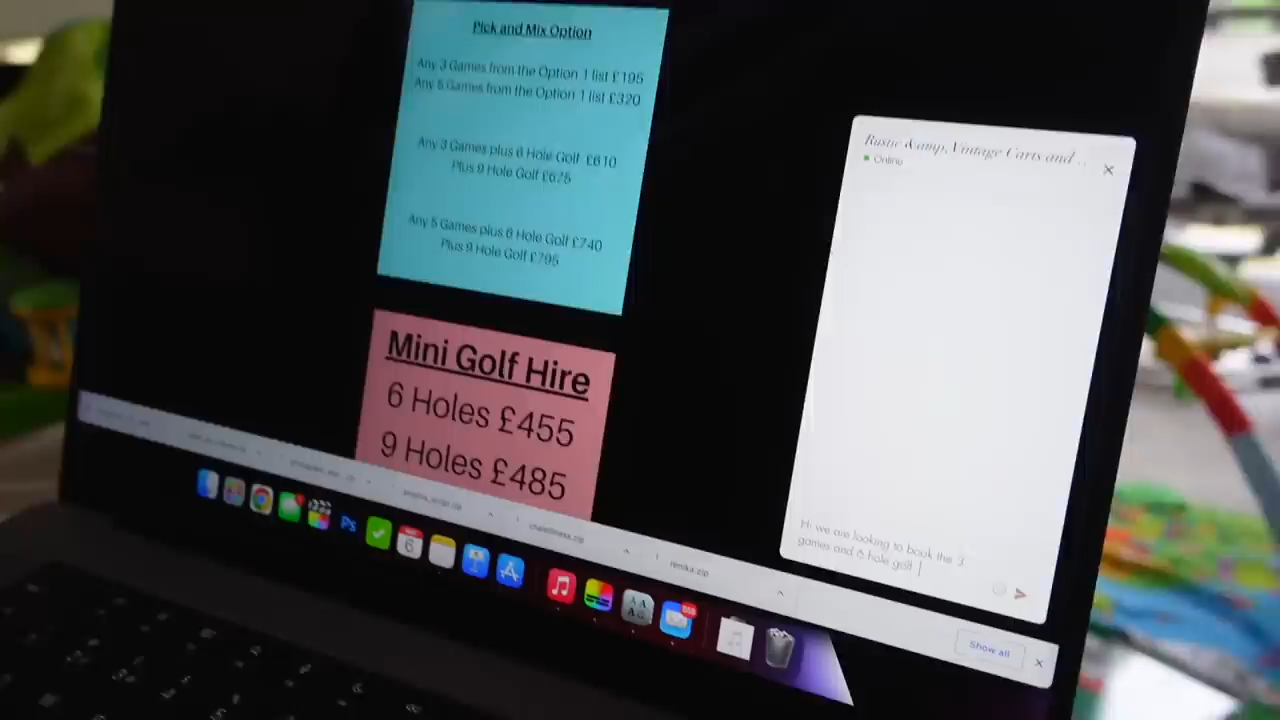 Pick and Mix Option
Any 3 Games from the Option 1 list £195
Any 5 Games from the Option 1 list £320
Any 3 Games plus 6 Hole Golf £610
Plus 9 Hole Golf £625
Any 5 Games plus 6 Hole Golf £740
Plus 9 Hole Golf £795
Mini Golf Hire
6 Holes £455
9 Holes £485
Rustic &amp; Vintage Carts and ...
Online
Hi we are looking to book the 3
games and 6 hole golf
Show all
Ps
6